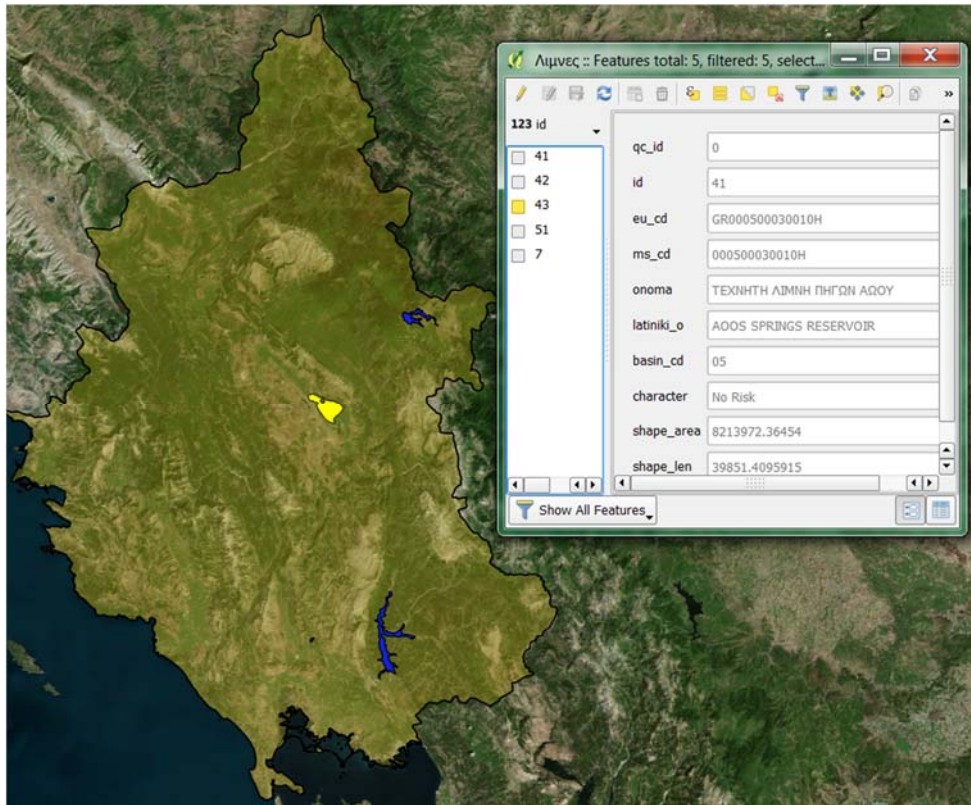 Λιμνες :: Features total: 5, filtered: 5, select...
»
123 id
41
42
43
51
7
qc_id 0
id 41
eu_cd GR000500030010H
ms_cd 000500030010H
onoma ΤΕΧΝΗΤΗ ΛΙΜΝΗ ΠΗΓΩΝ ΑΩΟΥ
latiniki_o AOOS SPRINGS RESERVOIR
basin_cd 05
character No Risk
shape_area 8213972.36454
shape_len 39851.4095915
Show All Features